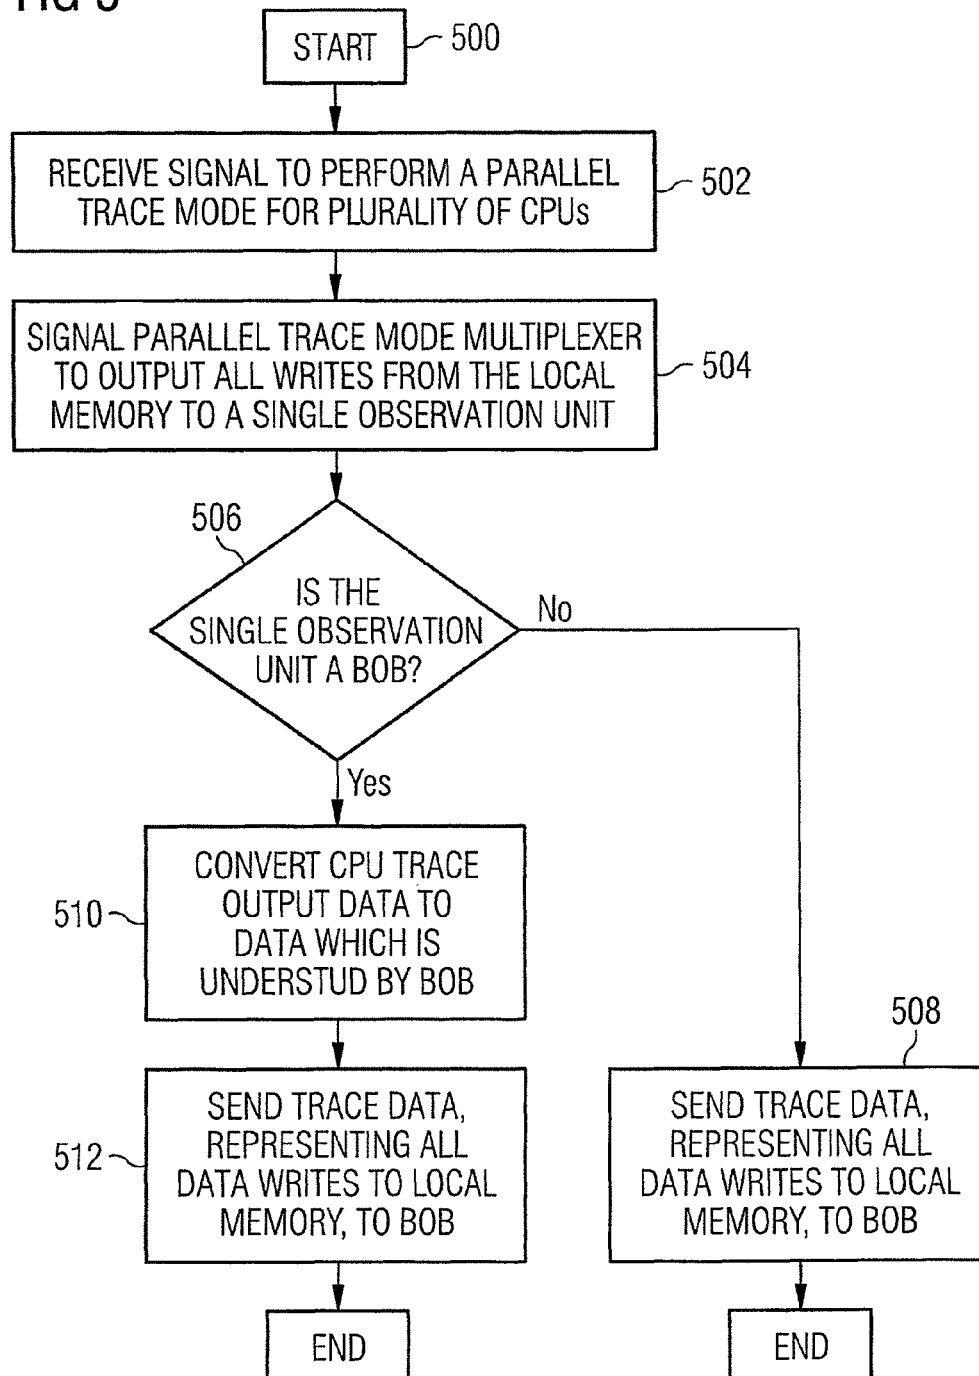 START
500
RECEIVE SIGNAL TO PERFORM A PARALLEL
TRACE MODE FOR PLURALITY OF CPUs
502
SIGNAL PARALLEL TRACE MODE MULTIPLEXER
TO OUTPUT ALL WRITES FROM THE LOCAL
MEMORY TO A SINGLE OBSERVATION UNIT
504
506
IS THE
SINGLE OBSERVATION
UNIT A BOB?
No
Yes
CONVERT CPU TRACE
OUTPUT DATA TO
DATA WHICH IS
UNDERSTUD BY BOB
510
508
SEND TRACE DATA,
REPRESENTING ALL
DATA WRITES TO LOCAL
MEMORY, TO BOB
512
SEND TRACE DATA,
REPRESENTING ALL
DATA WRITES TO LOCAL
MEMORY, TO BOB
END
END